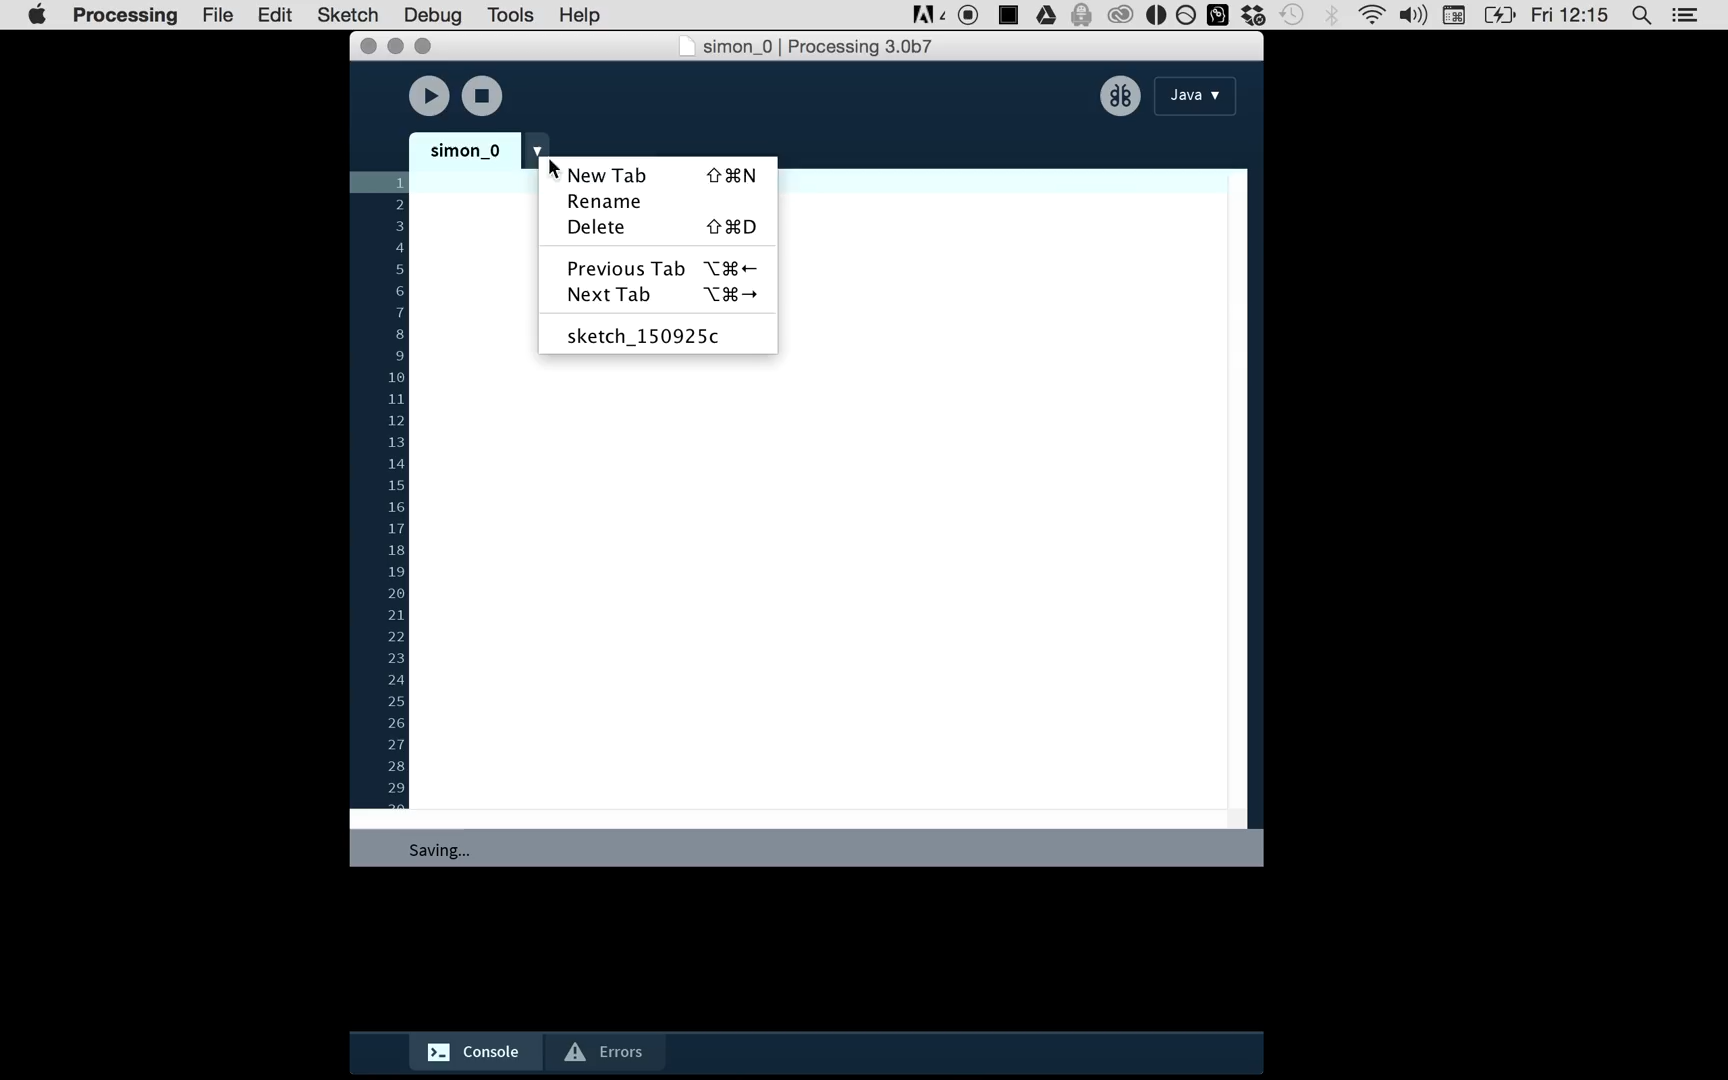 Processing File Edit Sketch Debug Tools Help 4 Fri 12:15
simon_0 | Processing 3.0b7
Java ▼
simon_0 ▼
New Tab ⇧⌘N
Rename
Delete ⇧⌘D
Previous Tab ⌥⌘←
Next Tab ⌥⌘→
sketch_150925c
1
2
3
4
5
6
7
8
9
10
11
12
13
14
15
16
17
18
19
20
21
22
23
24
25
26
27
28
29
30
Saving...
Console Errors